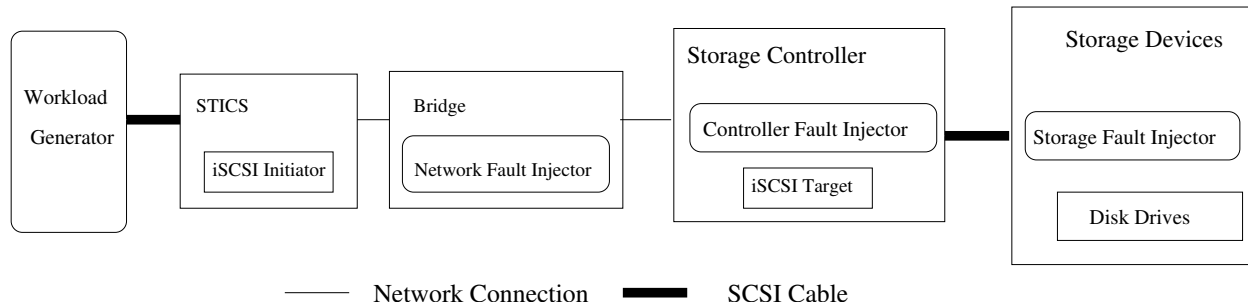 Workload
Generator
STICS
iSCSI Initiator
Bridge
Network Fault Injector
Storage Controller
Controller Fault Injector
iSCSI Target
Storage Devices
Storage Fault Injector
Disk Drives
Network Connection
SCSI Cable